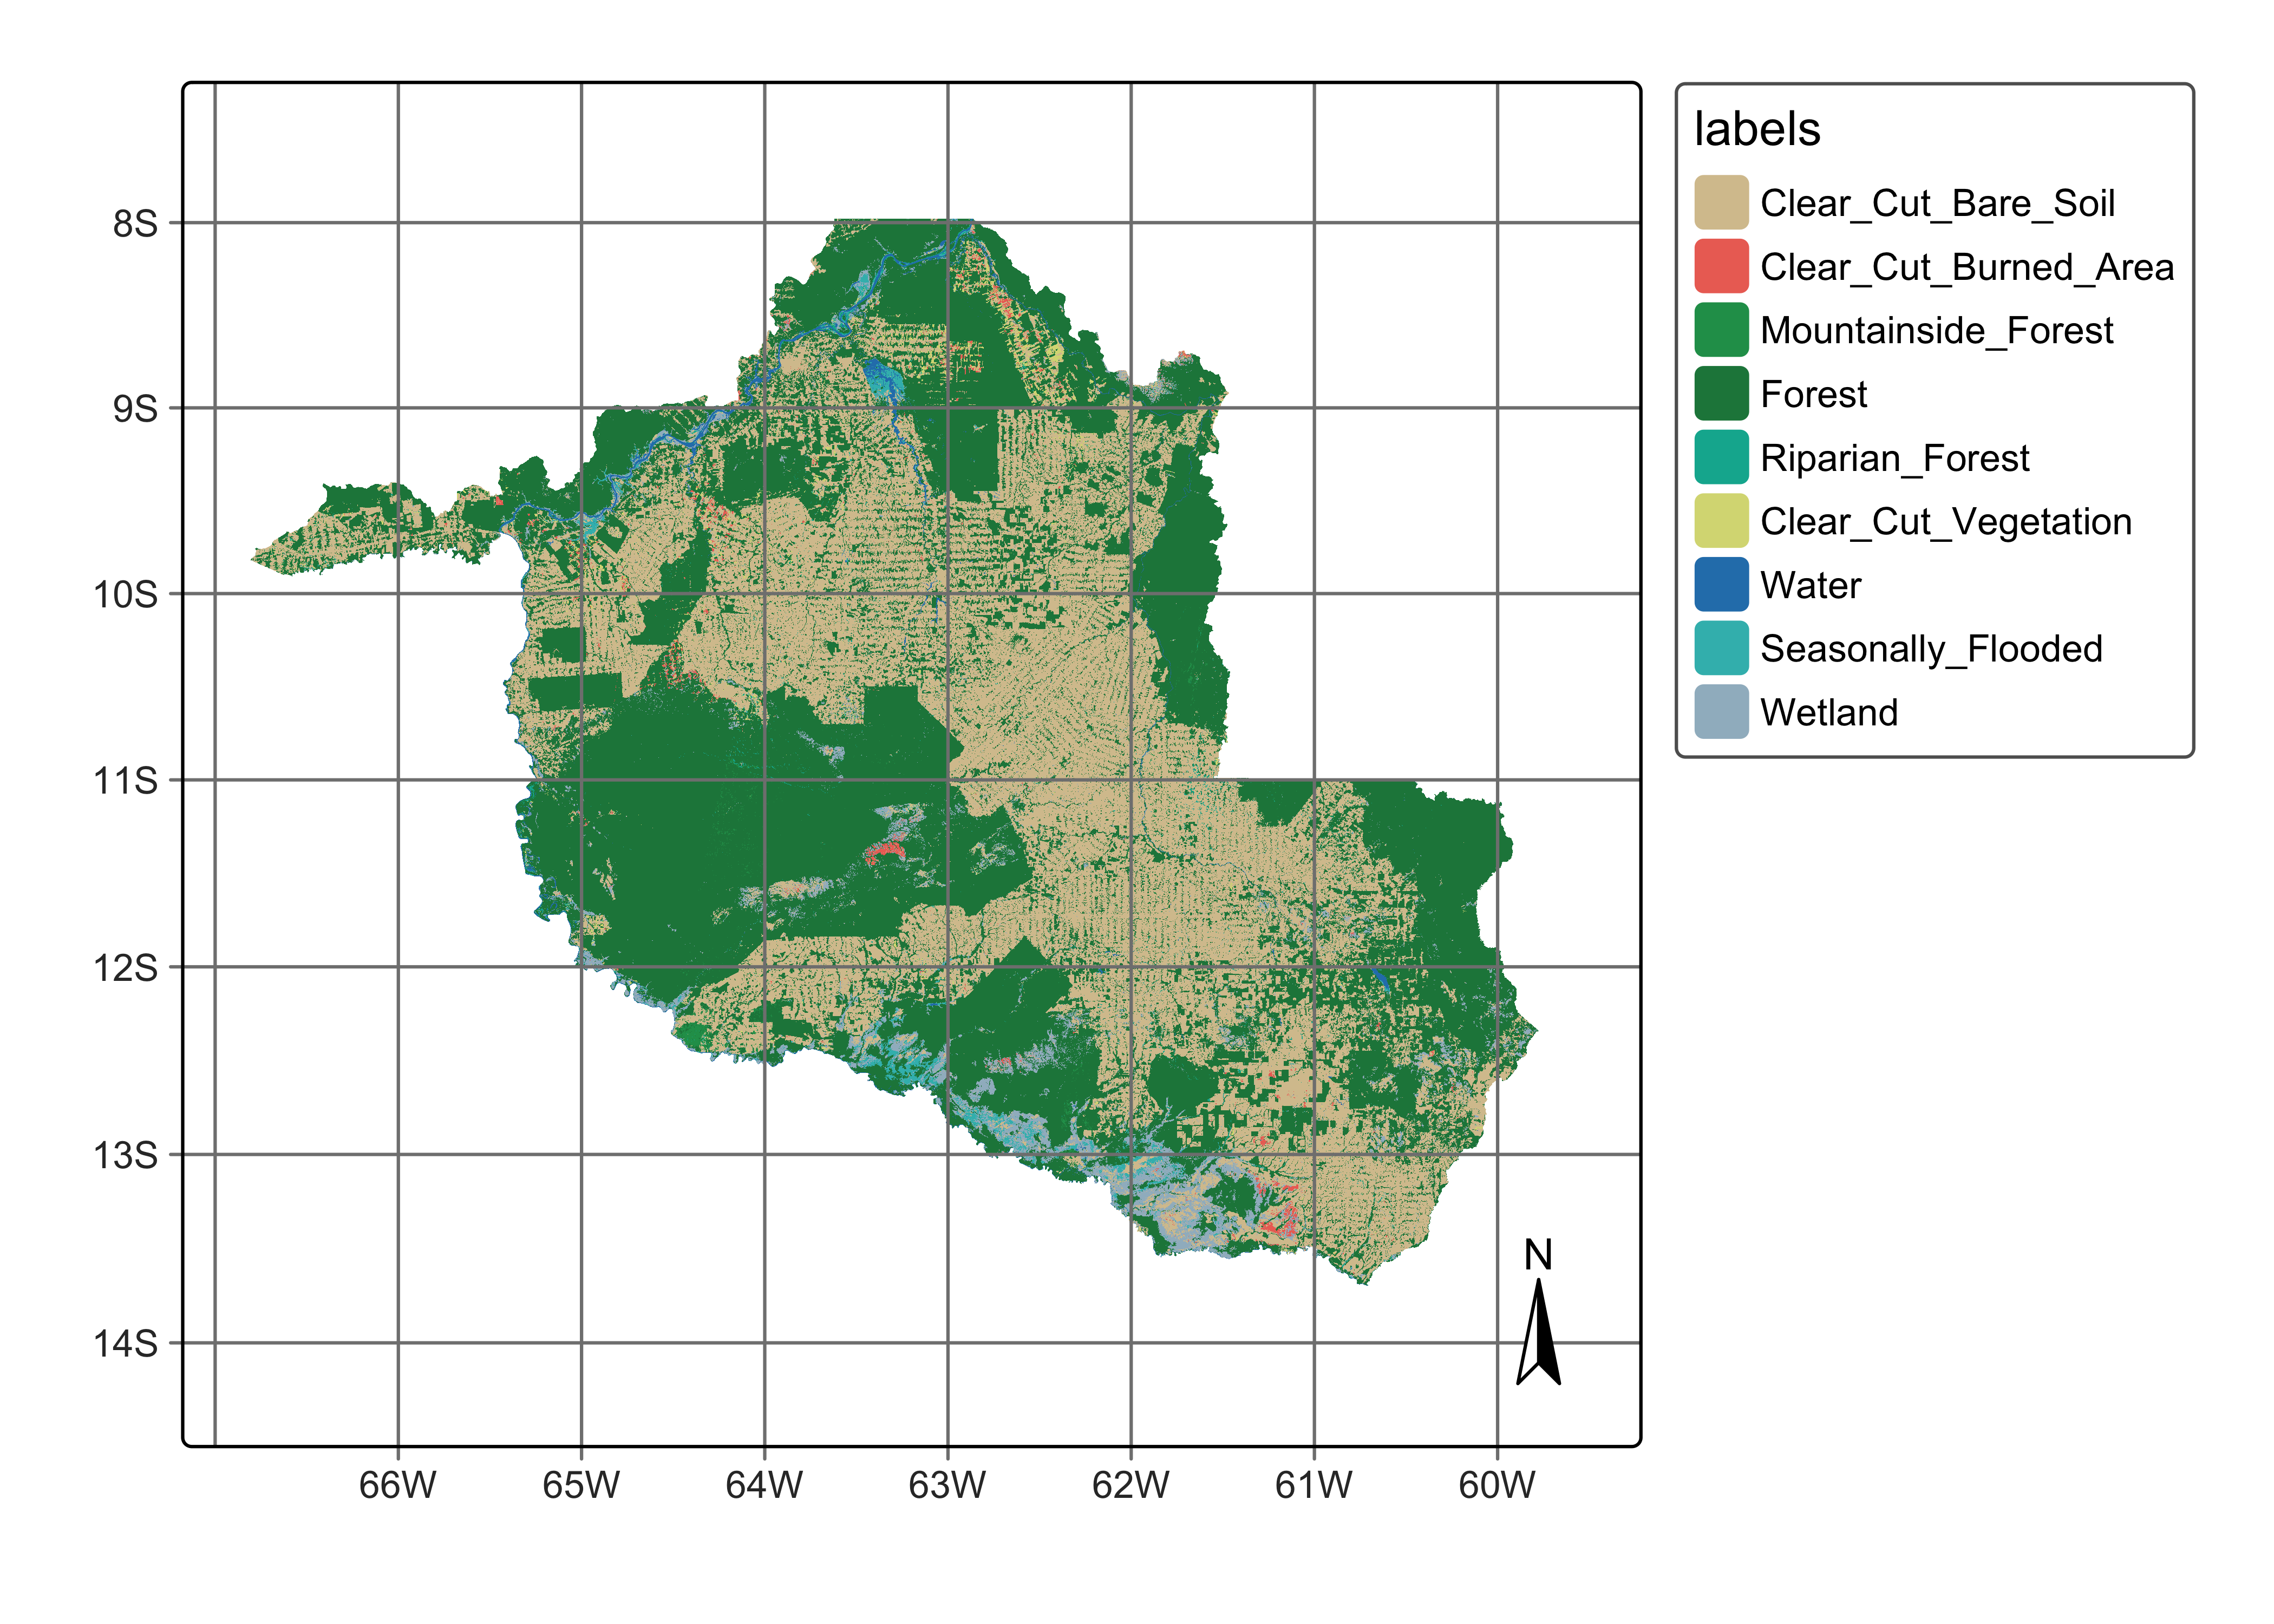 labels
Clear_Cut_Bare_Soil
Clear_Cut_Burned_Area
Mountainside_Forest
Forest
Riparian_Forest
Clear_Cut_Vegetation
Water
Seasonally_Flooded
Wetland
8S
9S
10S
11S
12S
13S
14S
N
66W
65W
64W
63W
62W
61W
60W